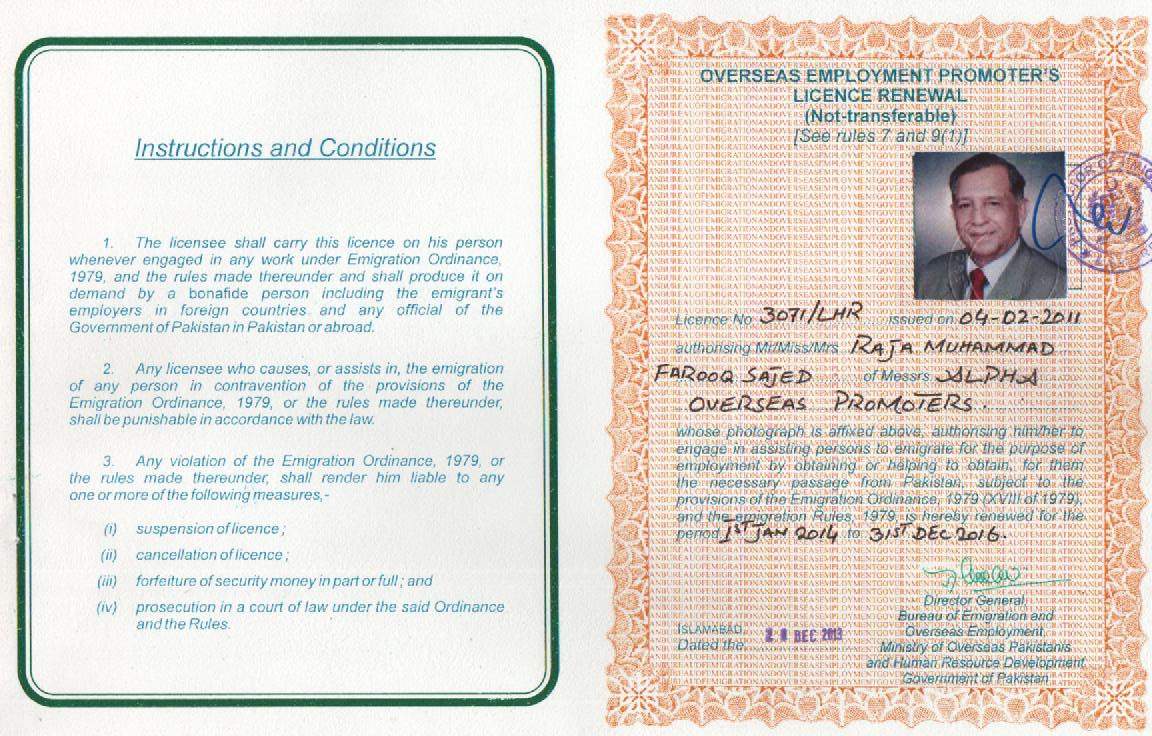 Instructions and Conditions
1. The licensee shall carry this licence on his person
whenever engaged in any work under Emigration Ordinance,
1979, and the rules made thereunder and shall produce it on
demand by a bonafide person including the emigrant's
employers in foreign countries and any official of the
Government of Pakistan in Pakistan or abroad.
2. Any licensee who causes, or assists in, the emigration
of any person in contravention of the provisions of the
Emigration Ordinance, 1979, or the rules made thereunder,
shall be punishable in accordance with the law.
3. Any violation of the Emigration Ordinance, 1979, or
the rules made thereunder, shall render him liable to any
one or more of the following measures,-
(i) suspension of licence ;
(ii) cancellation of licence ;
(iii) forfeiture of security money in part or full ; and
(iv) prosecution in a court of law under the said Ordinance
and the Rules.
OVERSEAS EMPLOYMENT PROMOTER'S
LICENCE RENEWAL
(Not-transferable)
[See rules 7 and 9(1)]
Licence No. 3071/LHR issued on 04-02-2011
authorising Mr/Miss/Mrs RAJA MUHAMMAD
FAROOQ SAJED of Messrs ALPHA
OVERSEAS PROMOTERS.
whose photograph is affixed above, authorising him/her to
engage in assisting persons to emigrate for the purpose of
employment by obtaining or helping to obtain, for them
the necessary passage from Pakistan, subject to the
provisions of the Emigration Ordinance, 1979 (XVIII of 1979),
and the emigration Rules, 1979, is hereby renewed for the
period 1ST JAN 2014 to 31ST DEC 2016.
Director General,
Bureau of Emigration and
Overseas Employment,
Ministry of Overseas Pakistanis
and Human Resource Development
Government of Pakistan
ISLAMABAD,
Dated the 28 DEC 2013